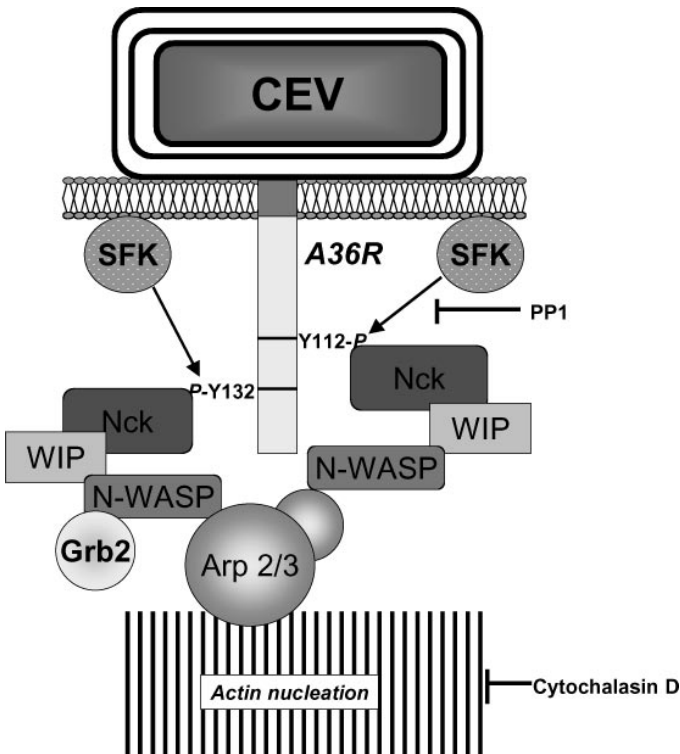 CEV
SFK
A36R
SFK
PP1
Y112-P
P-Y132
Nck
Nck
WIP
WIP
N-WASP
N-WASP
Grb2
Arp 2/3
Actin nucleation
Cytochalasin D